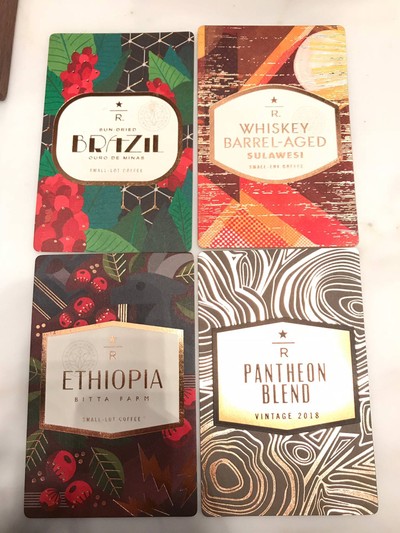 R
SUN-DRIED
BRAZIL
OURO DE MINAS
SMALL-LOT COFFEE
R
WHISKEY
BARREL-AGED
SULAWESI
SMALL-LOT COFFEE
R
ETHIOPIA
BITTA FARM
SMALL-LOT COFFEE
R
PANTHEON
BLEND
VINTAGE 2018